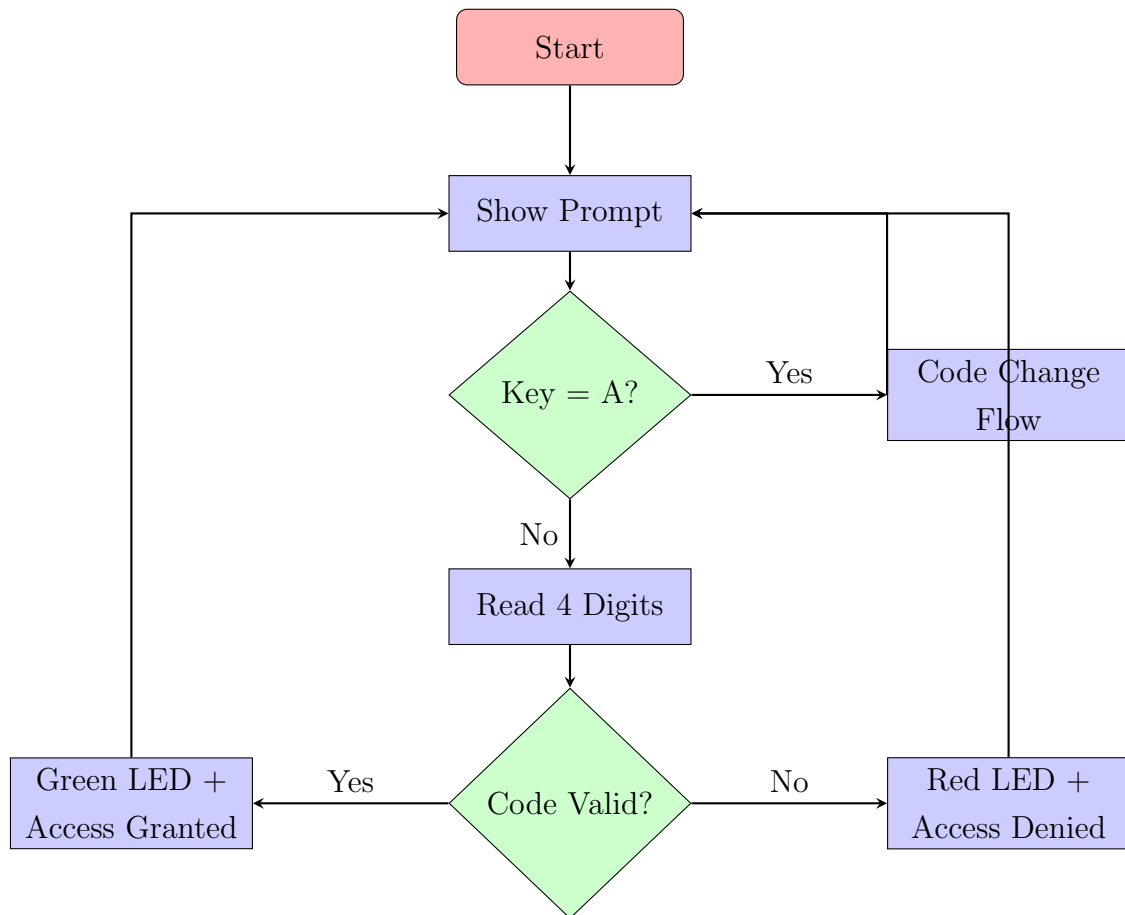 Start
Show Prompt
Key = A?
Yes
Code Change
Flow
No
Read 4 Digits
Green LED +
Access Granted
Yes
Code Valid?
No
Red LED +
Access Denied